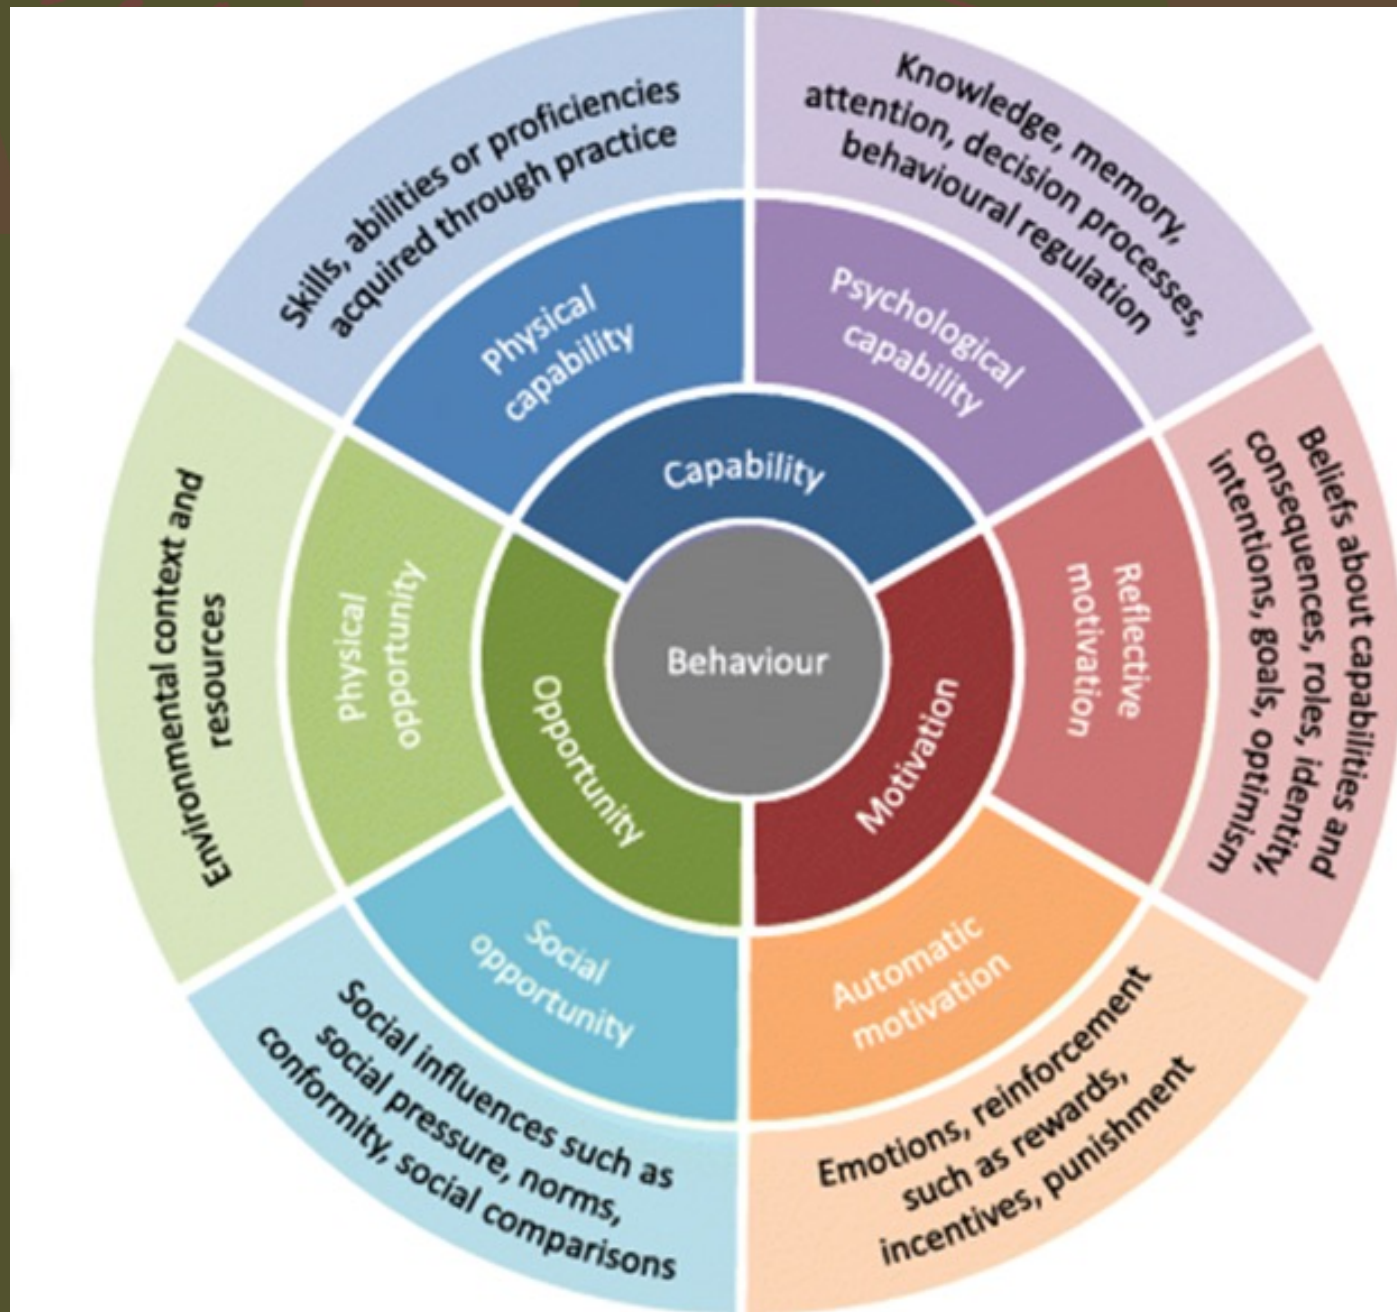 Behaviour
Capability
Motivation
Opportunity
Physical
capability
Psychological
capability
Reflective
motivation
Automatic
motivation
Social
opportunity
Physical
opportunity
Skills, abilities or proficiencies
acquired through practice
Knowledge, memory,
attention, decision processes,
behavioural regulation
Beliefs about capabilities and
consequences, roles, identity,
intentions, goals, optimism
Emotions, reinforcement
such as rewards,
incentives, punishment
Social influences such as
social pressure, norms,
conformity, social comparisons
Environmental context and
resources